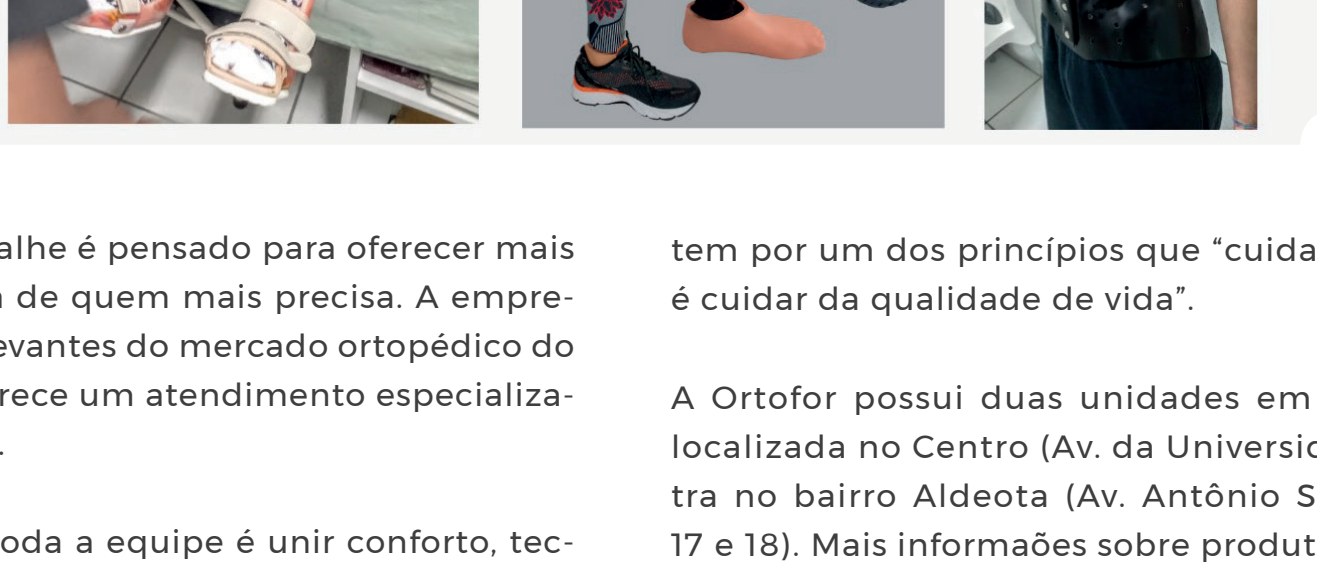 alhe é pensado para oferecer mais
de quem mais precisa. A empre-
evantes do mercado ortopédico do
rece um atendimento especializa-
.
oda a equipe é unir conforto, tec-
tem por um dos princípios que “cuida
é cuidar da qualidade de vida”.
A Ortofor possui duas unidades em
localizada no Centro (Av. da Universid
tra no bairro Aldeota (Av. Antônio S
17 e 18). Mais informaões sobre produt